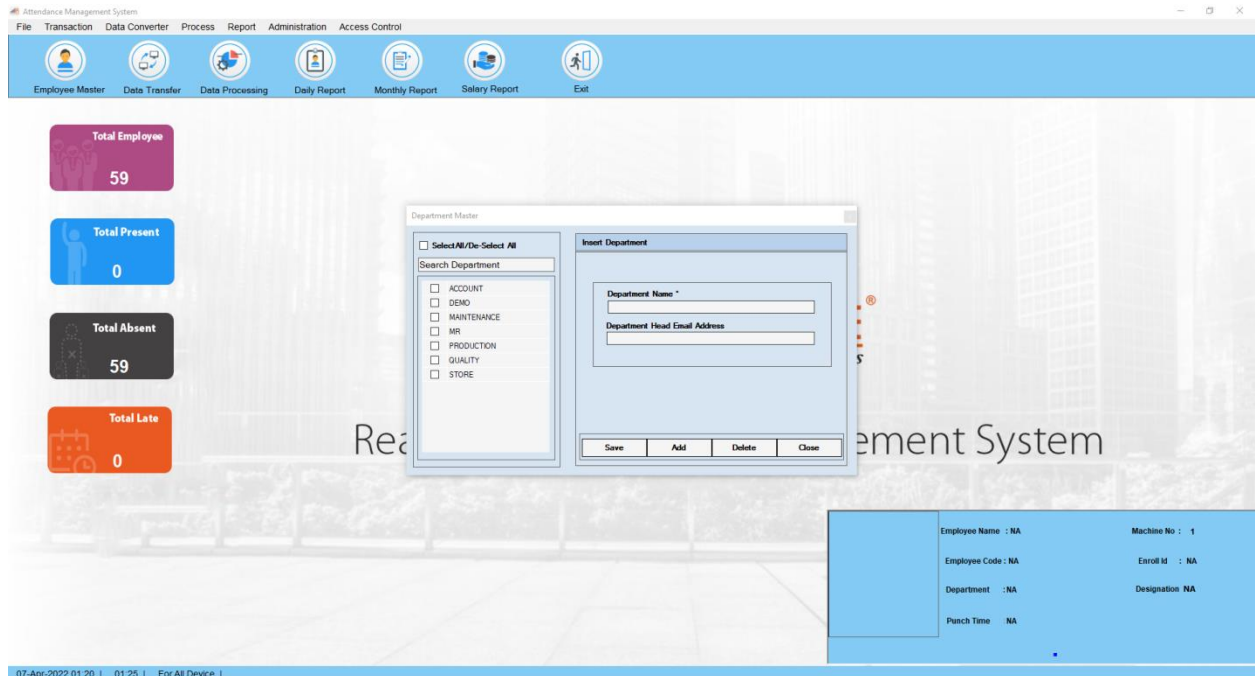 Attendance Management System
File Transaction Data Converter Process Report Administration Access Control
Employee Master Data Transfer Data Processing Daily Report Monthly Report Salary Report Exit
Total Employee
59
Total Present
0
Total Absent
59
Total Late
0
Department Master
SelectAll/De-Select All
Search Department
ACCOUNT
DEMO
MAINTENANCE
MR
PRODUCTION
QUALITY
STORE
Insert Department
Department Name *
Department Head Email Address
Save Add Delete Close
®
E
s
Rea ement System
Employee Name : NA Machine No : 1
Employee Code : NA Enroll Id : NA
Department :NA Designation NA
Punch Time NA
07-Apr-2022 01:20 | 01:25 | For All Device |